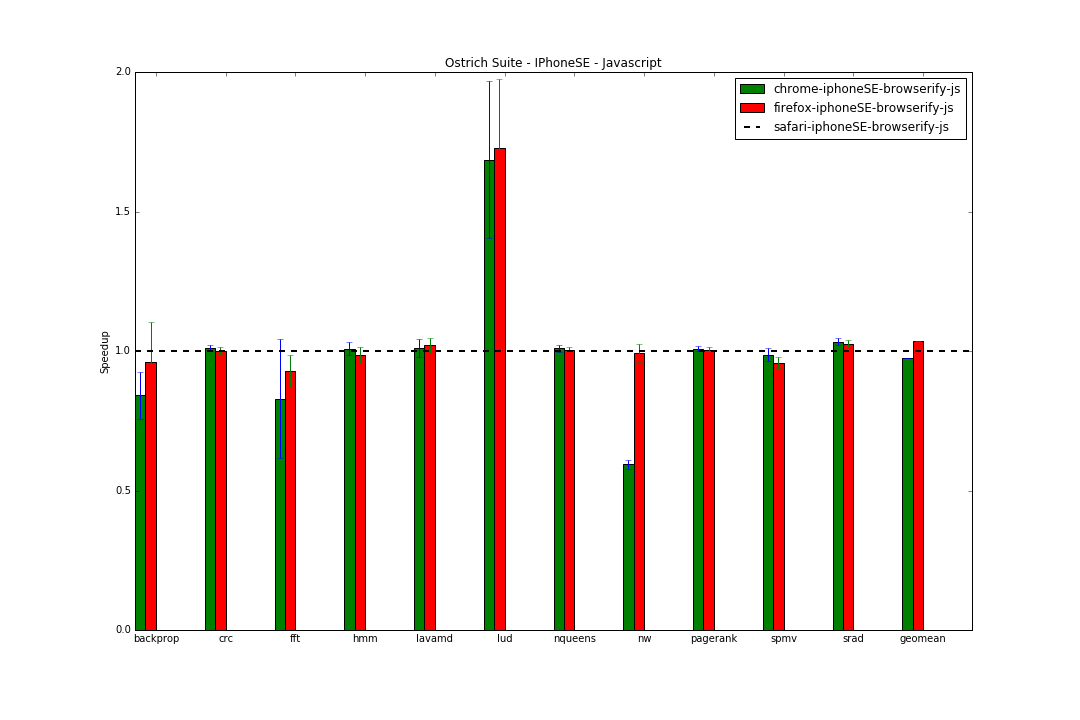 Ostrich Suite - IPhoneSE - Javascript
chrome-iphoneSE-browserify-js
firefox-iphoneSE-browserify-js
safari-iphoneSE-browserify-js
Speedup
2.0
1.5
1.0
0.5
0.0
backprop crc fft hmm lavamd lud nqueens nw pagerank spmv srad geomean